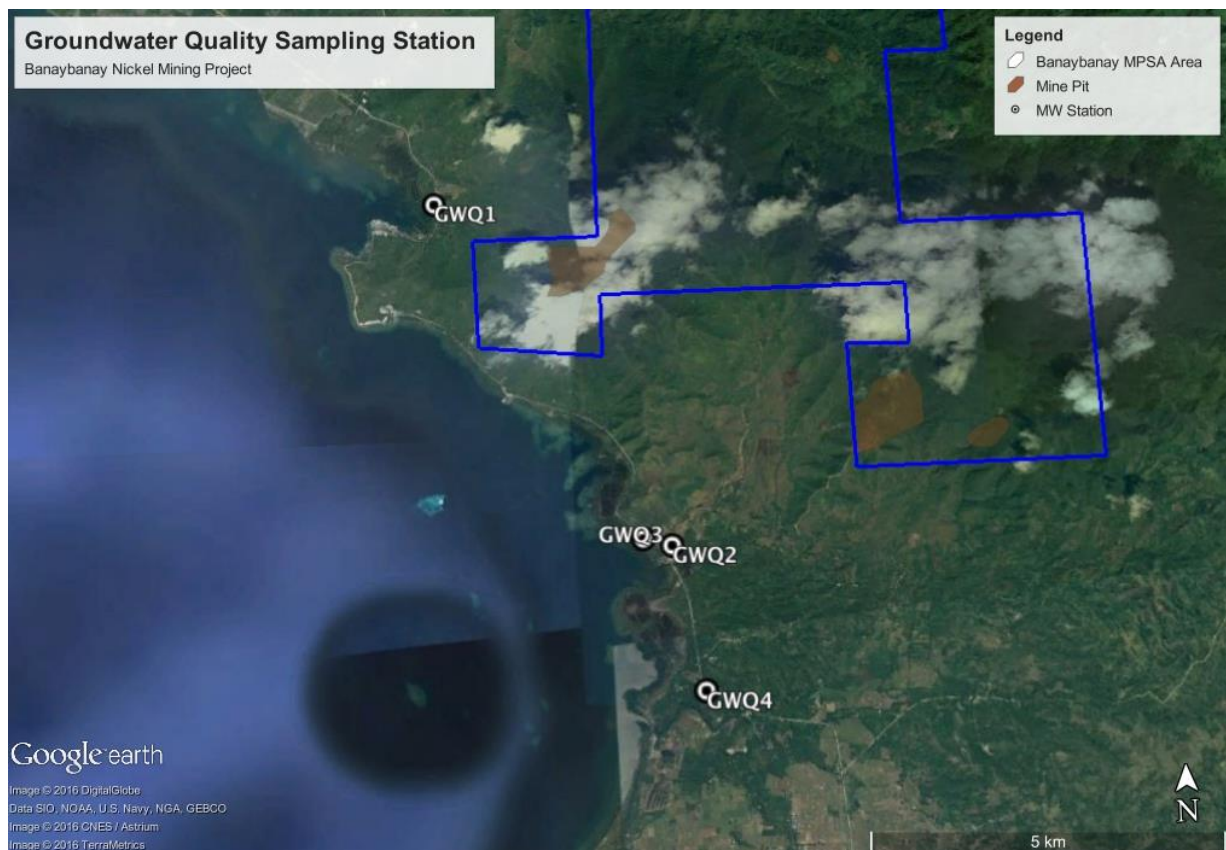 Groundwater Quality Sampling Station
Banaybanay Nickel Mining Project
Legend
Banaybanay MPSA Area
Mine Pit
MW Station
GWQ1
GWQ3
GWQ2
GWQ4
Google earth
Image © 2016 DigitalGlobe
Data SIO, NOAA, U.S. Navy, NGA, GEBCO
Image © 2016 CNES / Astrium
Image © 2016 TerraMetrics
N
5 km